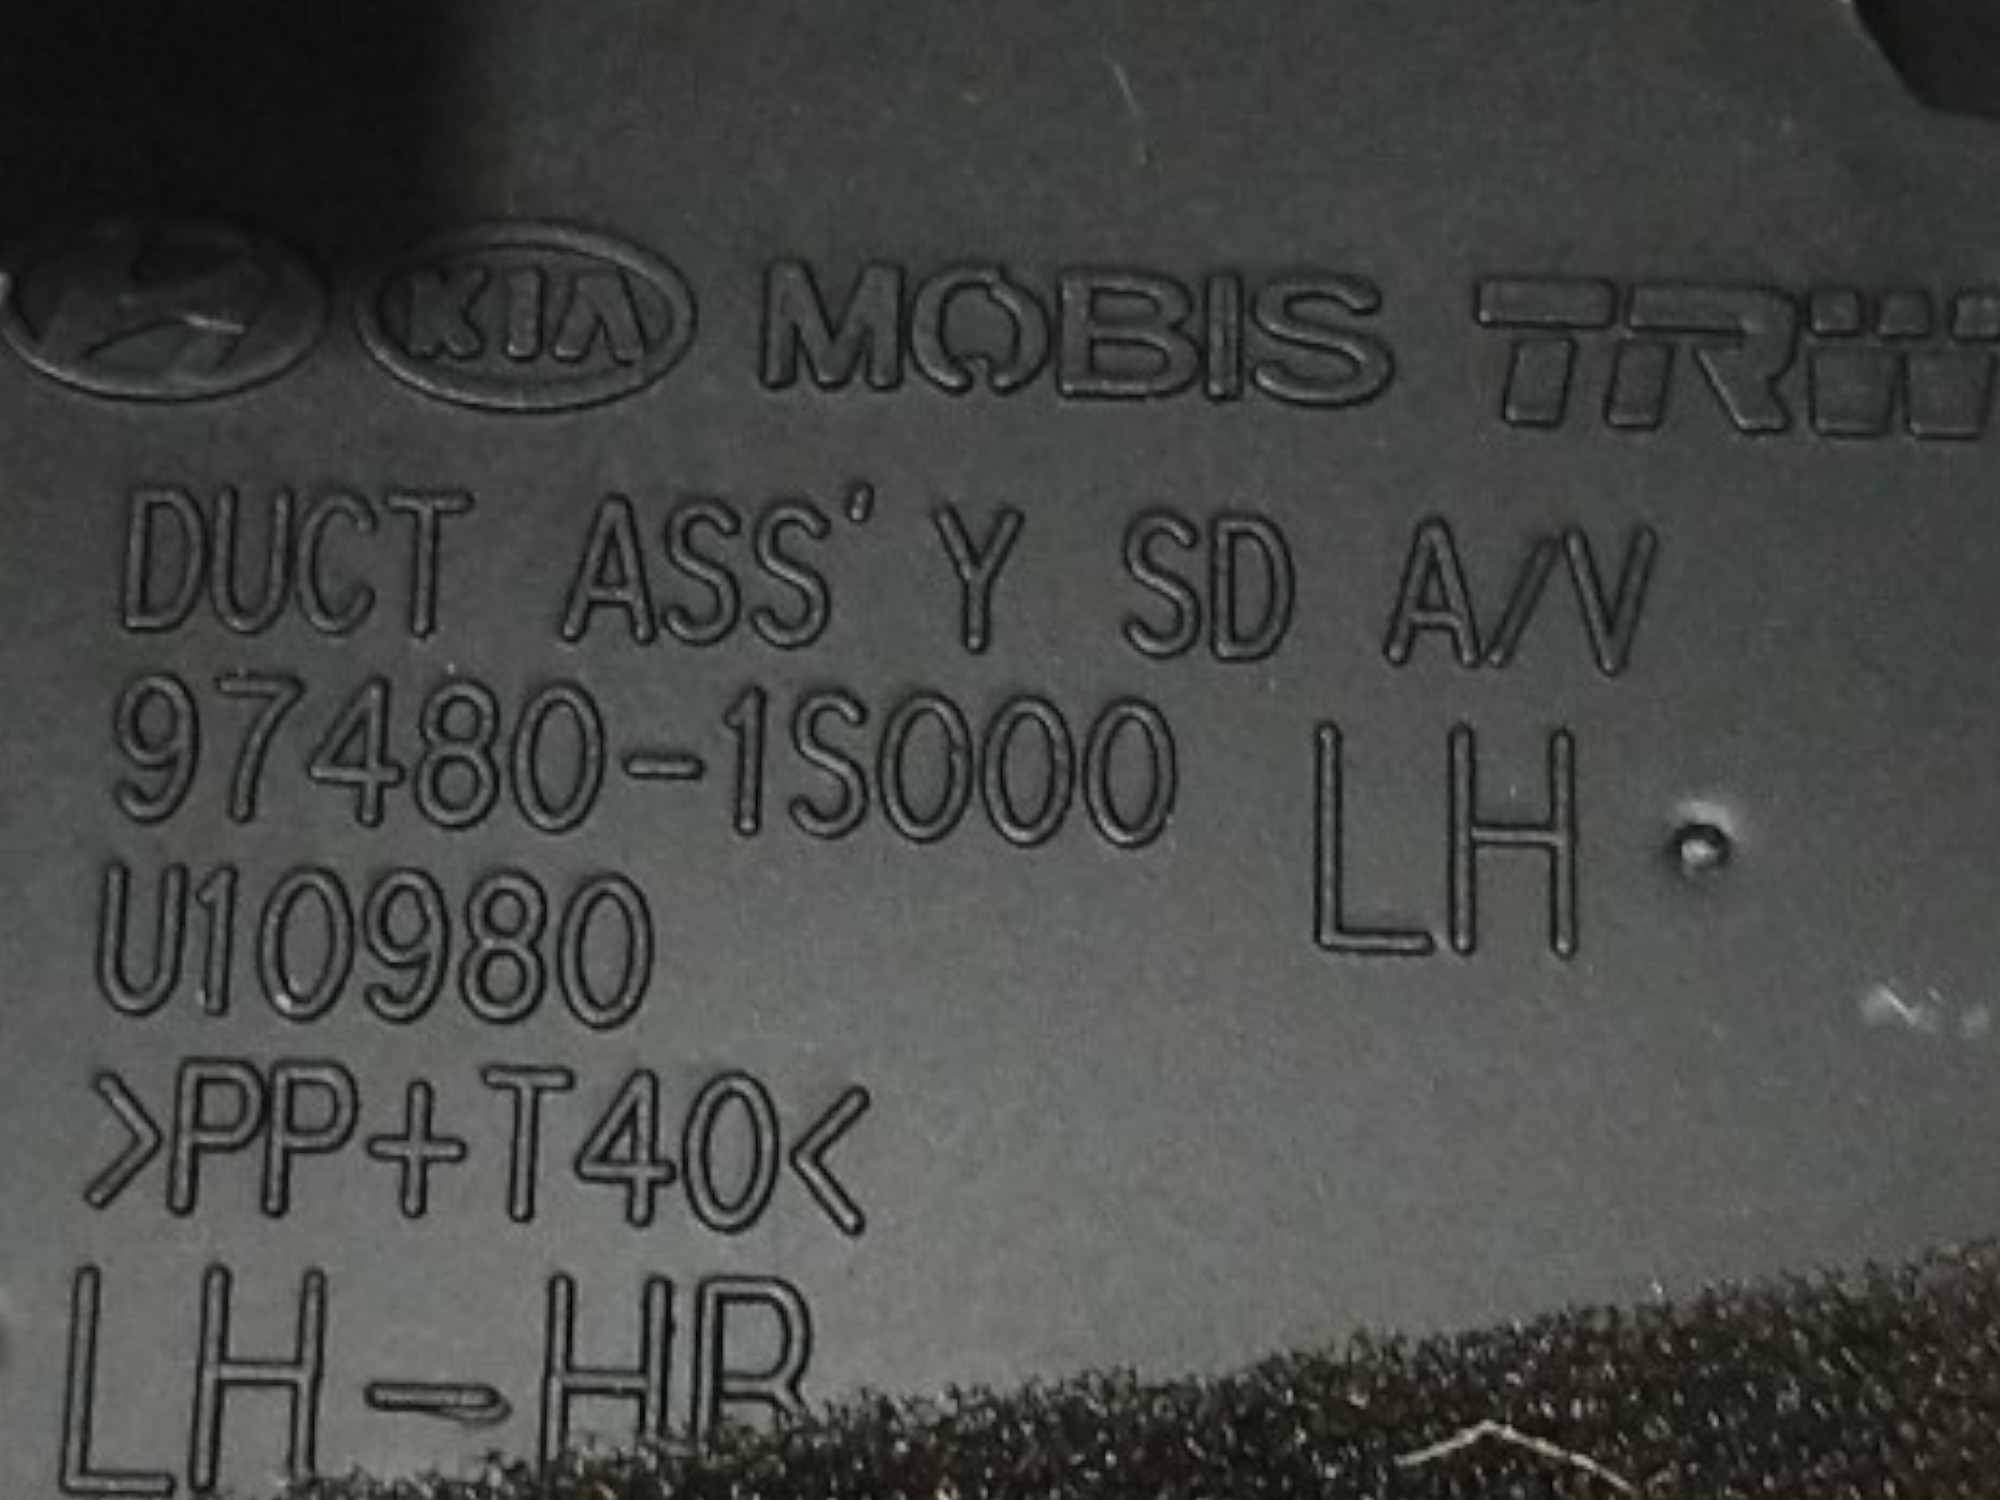 KIA MOBIS TRW
DUCT ASS'Y SD A/V
97480-1S000 LH
U10980
>PP+T40<
LH-HR